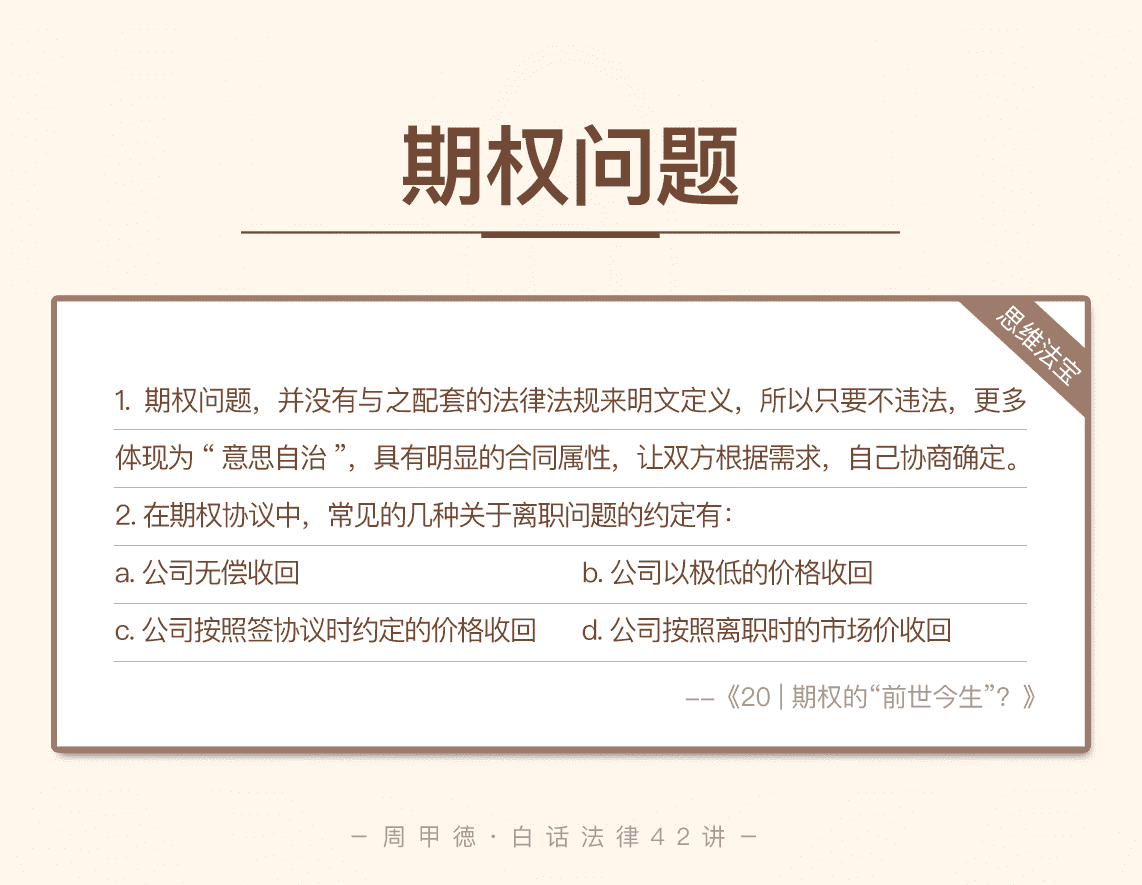 期权问题
思维法宝
1. 期权问题，并没有与之配套的法律法规来明文定义，所以只要不违法，更多
体现为“意思自治”，具有明显的合同属性，让双方根据需求，自己协商确定。
2. 在期权协议中，常见的几种关于离职问题的约定有：
a. 公司无偿收回 b. 公司以极低的价格收回
c. 公司按照签协议时约定的价格收回 d. 公司按照离职时的市场价收回
--《20 | 期权的“前世今生”？》
- 周甲德·白话法律42讲 -